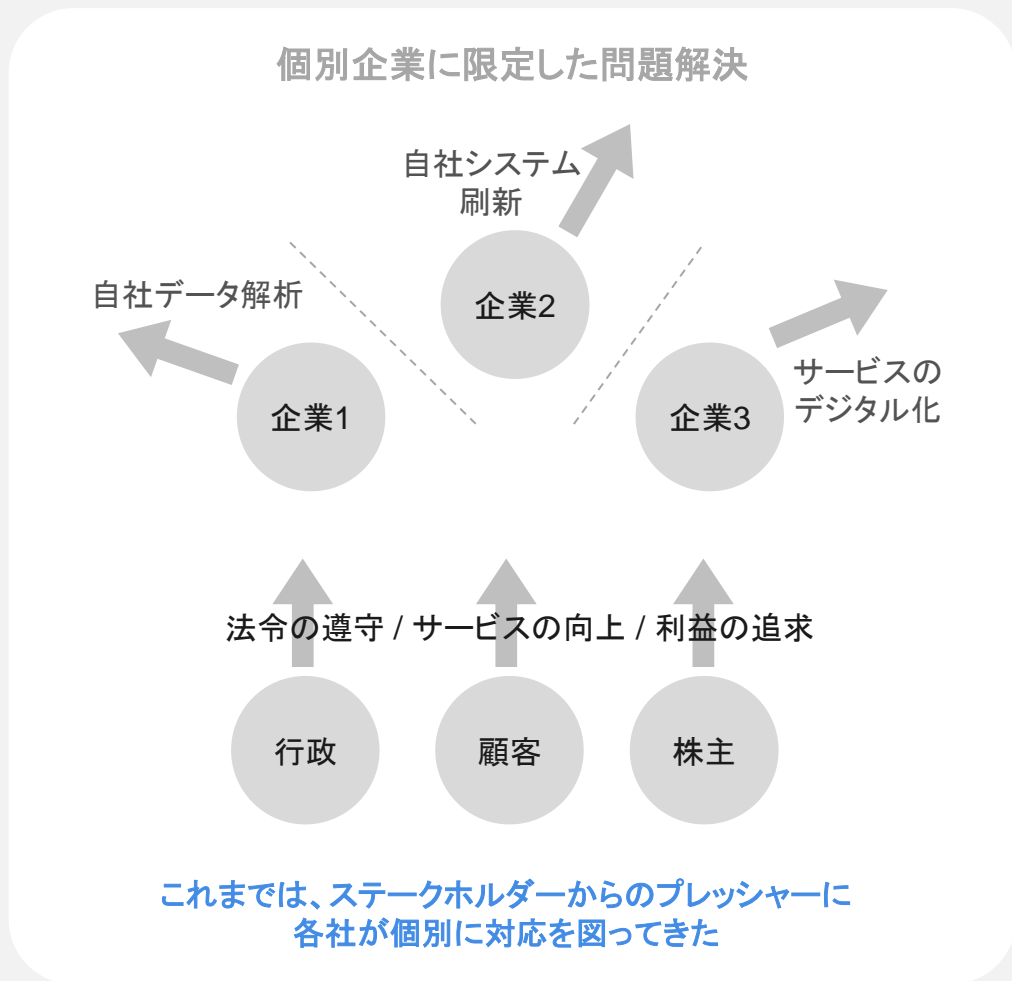 個別企業に限定した問題解決
自社システム
刷新
自社データ解析
企業2
サービスの
デジタル化
企業1
企業3
法令の遵守 / サービスの向上 / 利益の追求
行政
顧客
株主
これまでは、ステークホルダーからのプレッシャーに
各社が個別に対応を図ってきた